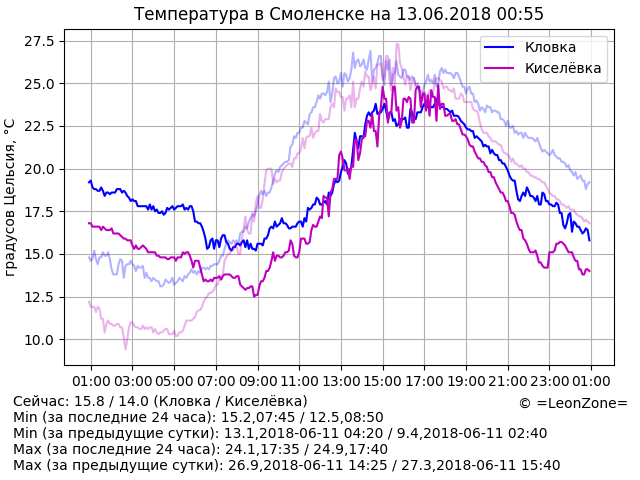 Температура в Смоленске на 13.06.2018 00:55
27.5
25.0
22.5
20.0
17.5
15.0
12.5
10.0
градусов Цельсия, °C
Кловка
Киселёвка
01:00 03:00 05:00 07:00 09:00 11:00 13:00 15:00 17:00 19:00 21:00 23:00 01:00
Сейчас: 15.8 / 14.0 (Кловка / Киселёвка)
© =LeonZone=
Min (за последние 24 часа): 15.2,07:45 / 12.5,08:50
Min (за предыдущие сутки): 13.1,2018-06-11 04:20 / 9.4,2018-06-11 02:40
Max (за последние 24 часа): 24.1,17:35 / 24.9,17:40
Max (за предыдущие сутки): 26.9,2018-06-11 14:25 / 27.3,2018-06-11 15:40